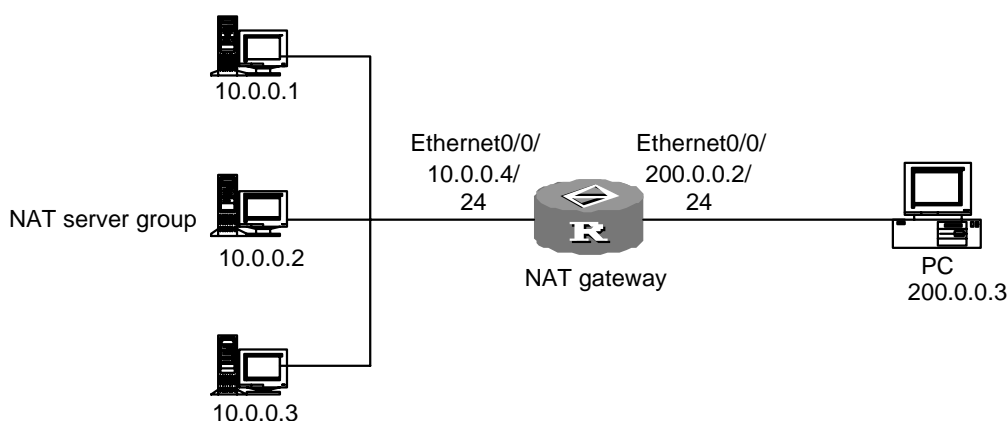 10.0.0.1
Ethernet0/0/
10.0.0.4/
24
Ethernet0/0/
200.0.0.2/
24
NAT server group
10.0.0.2
R
NAT gateway
PC
200.0.0.3
10.0.0.3